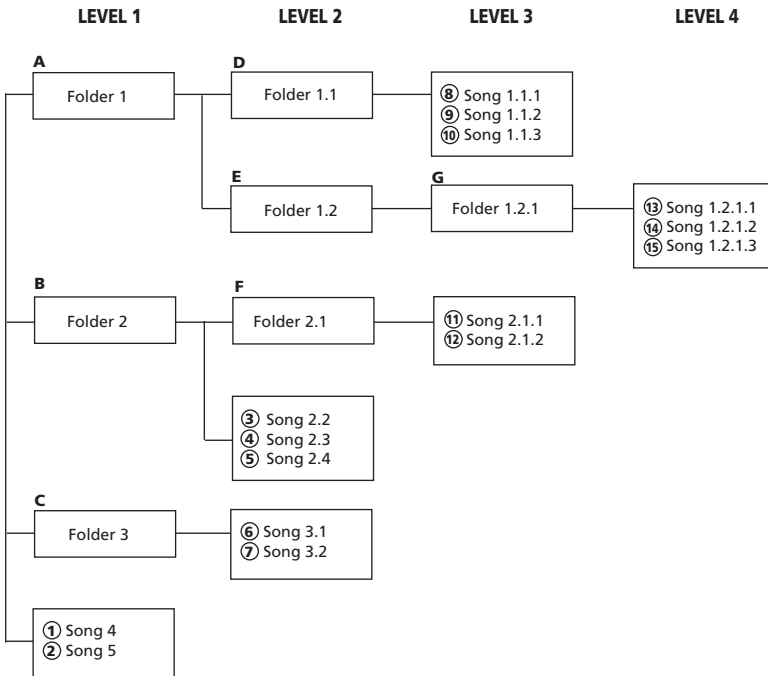 LEVEL 1 LEVEL 2 LEVEL 3 LEVEL 4
A
Folder 1
D
Folder 1.1
8 Song 1.1.1
9 Song 1.1.2
10 Song 1.1.3
E
Folder 1.2
G
Folder 1.2.1
13 Song 1.2.1.1
14 Song 1.2.1.2
15 Song 1.2.1.3
B
Folder 2
F
Folder 2.1
11 Song 2.1.1
12 Song 2.1.2
3 Song 2.2
4 Song 2.3
5 Song 2.4
C
Folder 3
6 Song 3.1
7 Song 3.2
1 Song 4
2 Song 5